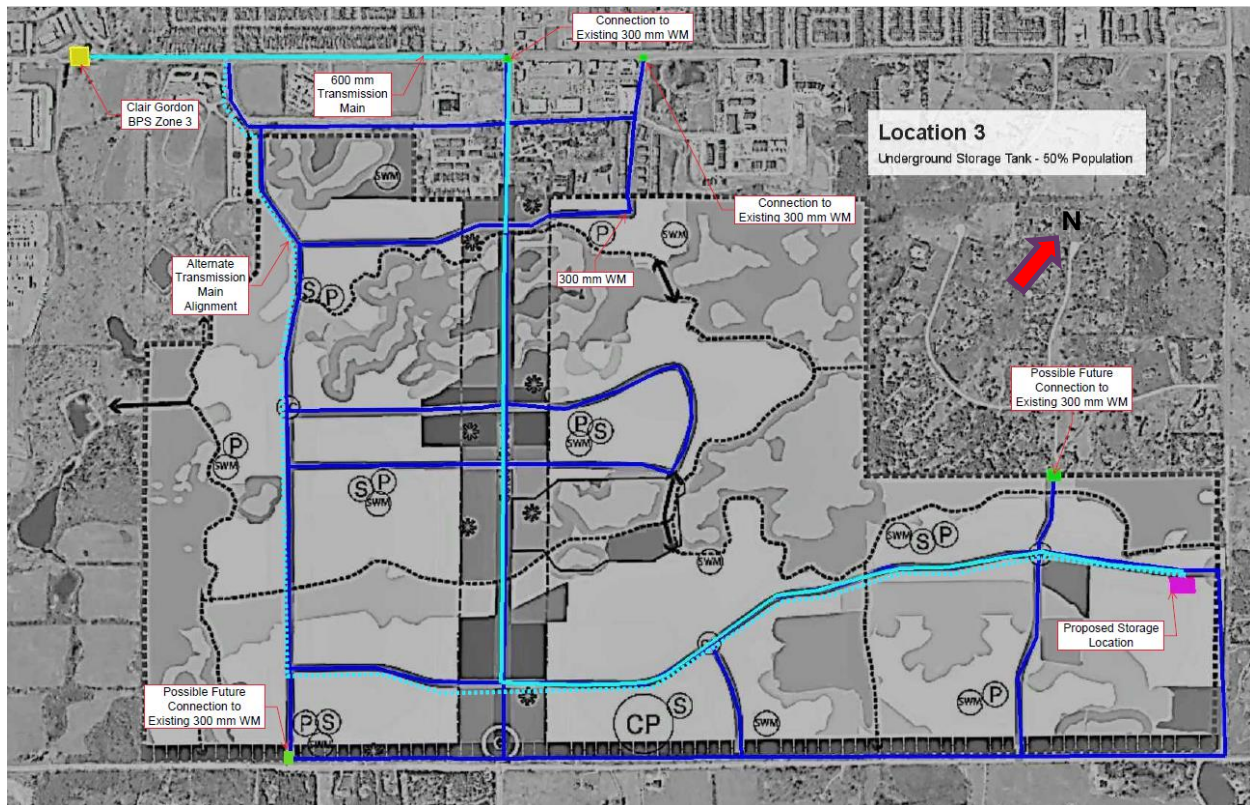 Connection to
Existing 300 mm WM
600 mm
Transmission
Main
Clair Gordon
BPS Zone 3
Location 3
Underground Storage Tank - 50% Population
SWM
Connection to
Existing 300 mm WM
N
P
SWM
Alternate
Transmission
Main
Alignment
300 mm WM
S P
Possible Future
Connection to
Existing 300 mm WM
P S
SWM
P
SWM
S P
SWM
SWM S P
SWM
Proposed Storage
Location
Possible Future
Connection to
Existing 300 mm WM
SWM P
S
CP
P S
SWM
SWM